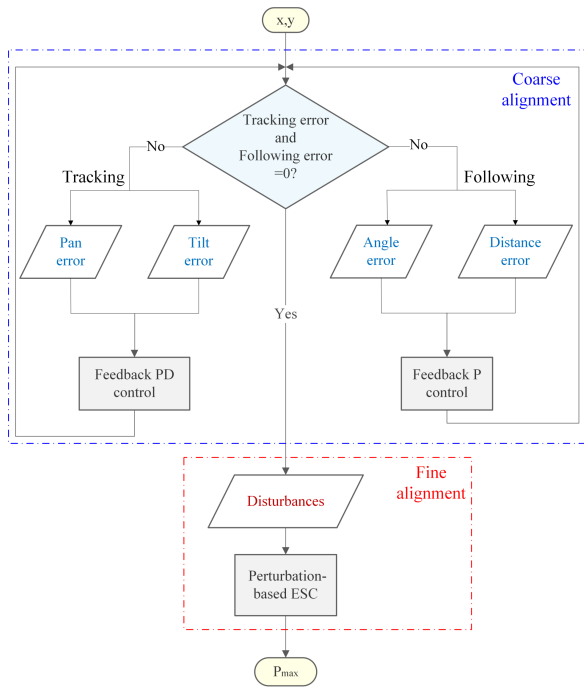 x,y
Coarse
alignment
Tracking error
and
Following error
=0?
No
No
Tracking
Following
Pan
error
Tilt
error
Angle
error
Distance
error
Yes
Feedback PD
control
Feedback P
control
Fine
alignment
Disturbances
Perturbation-
based ESC
Pmax